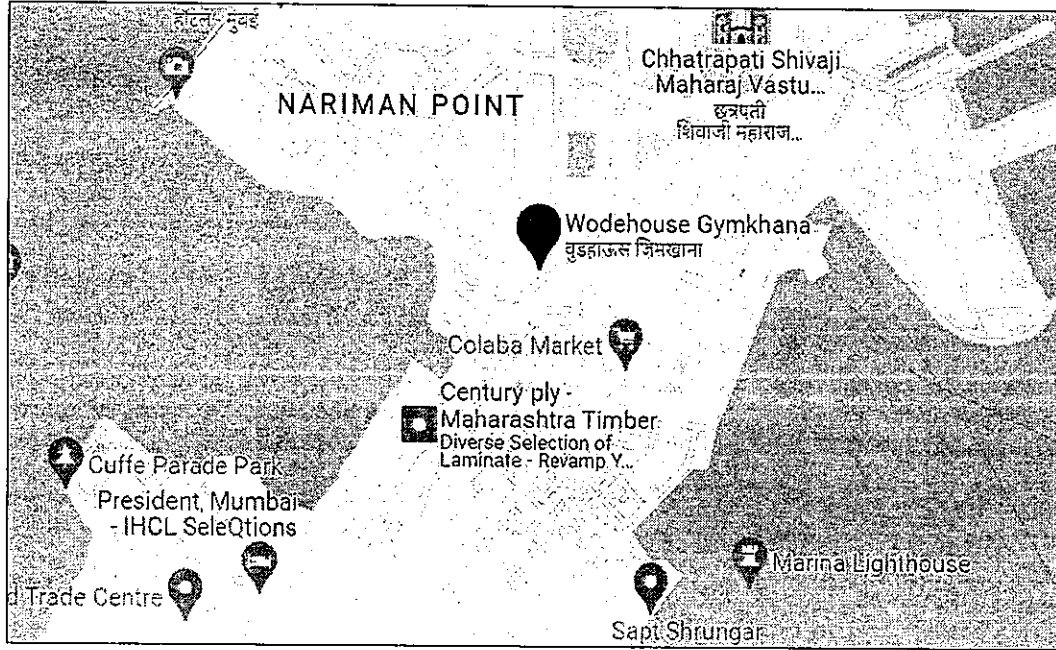 होटल - मुंबई
NARIMAN POINT
Chhatrapati Shivaji
Maharaj Vastu...
छत्रपती
शिवाजी महाराज...
Wodehouse Gymkhana
वुडहाऊस जिमखाना
Colaba Market
Century ply -
Maharashtra Timber
Diverse Selection of
Laminate - Revamp Y...
Cuffe Parade Park
President, Mumbai
- IHCL SeleQtions
d Trade Centre
Marina Lighthouse
Sapt Shrungar